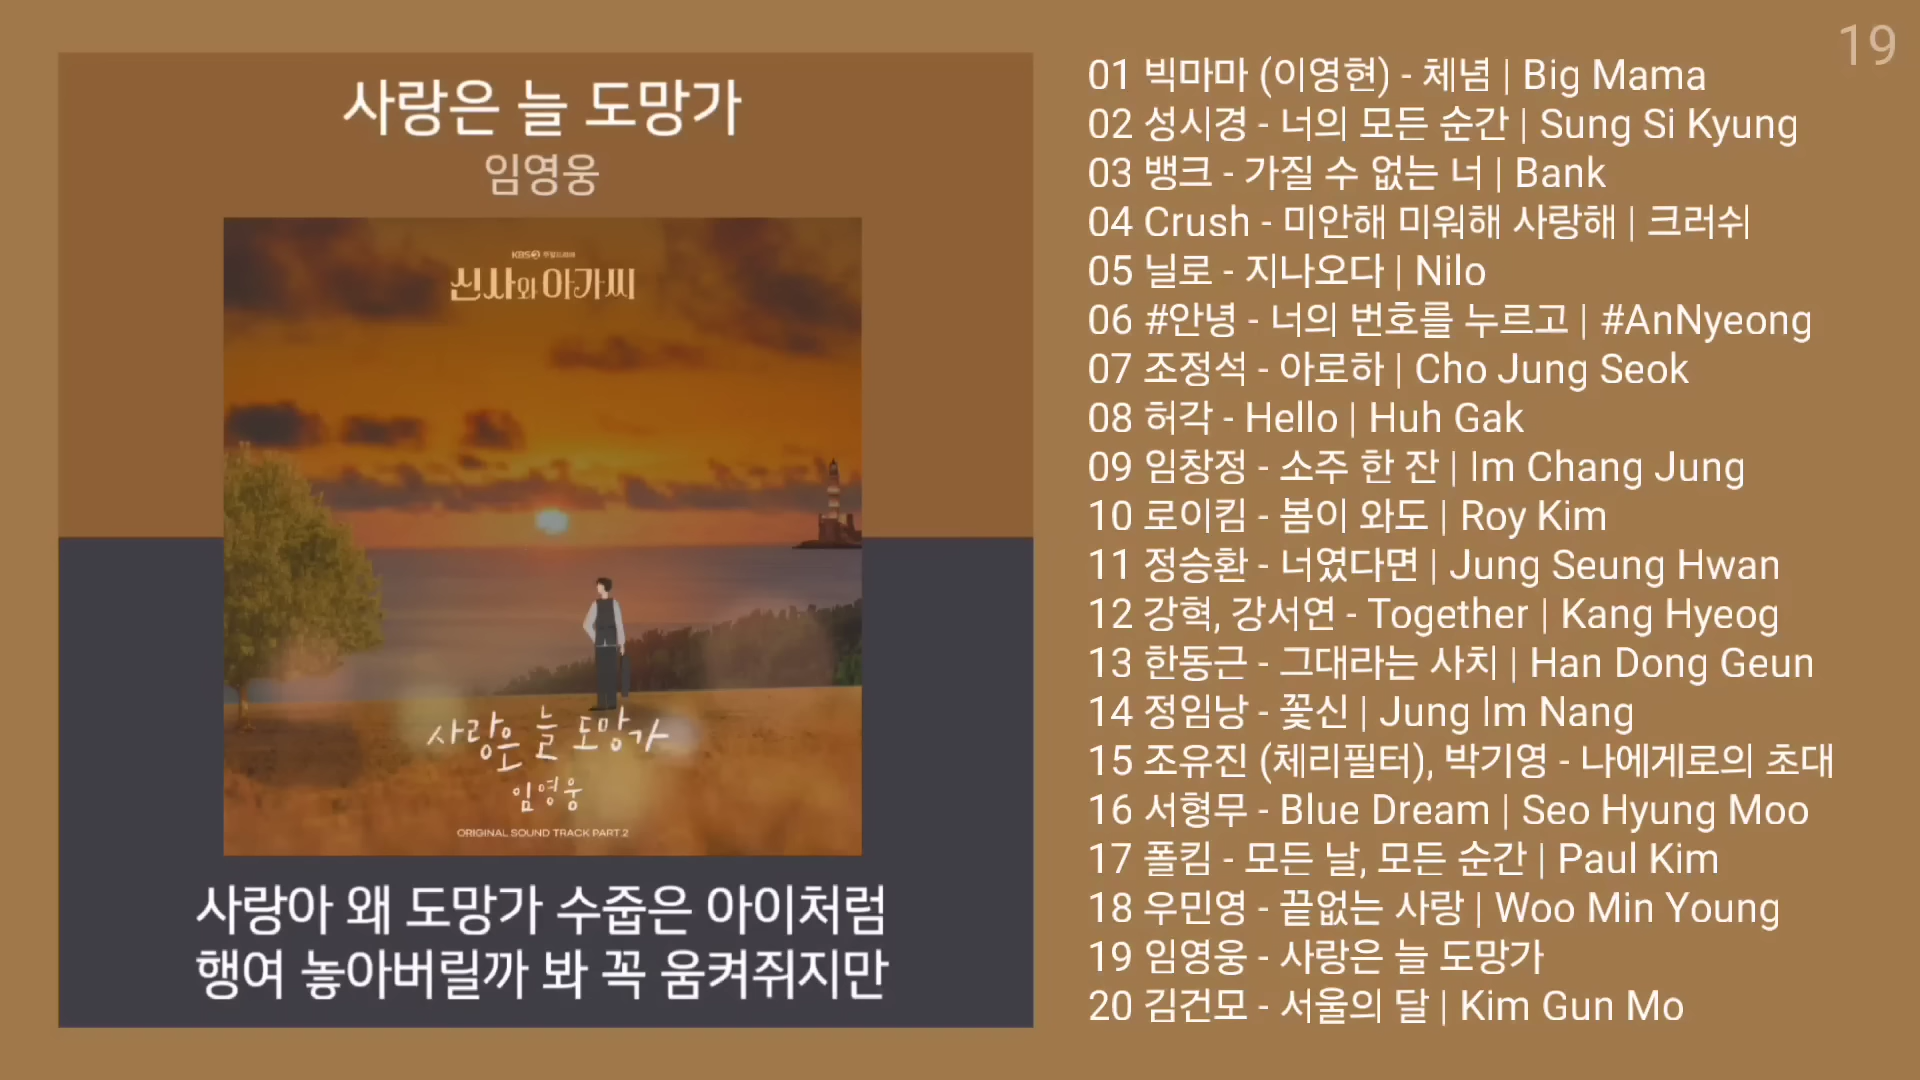 사랑은 늘 도망가
임영웅
KBS2 주말드라마
신사와 아가씨
사랑은 늘 도망가
임영웅
ORIGINAL SOUND TRACK PART 2
사랑아 왜 도망가 수줍은 아이처럼
행여 놓아버릴까 봐 꼭 움켜쥐지만
19
01 빅마마 (이영현) - 체념 | Big Mama
02 성시경 - 너의 모든 순간 | Sung Si Kyung
03 뱅크 - 가질 수 없는 너 | Bank
04 Crush - 미안해 미워해 사랑해 | 크러쉬
05 닐로 - 지나오다 | Nilo
06 #안녕 - 너의 번호를 누르고 | #AnNyeong
07 조정석 - 아로하 | Cho Jung Seok
08 허각 - Hello | Huh Gak
09 임창정 - 소주 한 잔 | Im Chang Jung
10 로이킴 - 봄이 와도 | Roy Kim
11 정승환 - 너였다면 | Jung Seung Hwan
12 강혁, 강서연 - Together | Kang Hyeog
13 한동근 - 그대라는 사치 | Han Dong Geun
14 정임낭 - 꽃신 | Jung Im Nang
15 조유진 (체리필터), 박기영 - 나에게로의 초대
16 서형무 - Blue Dream | Seo Hyung Moo
17 폴킴 - 모든 날, 모든 순간 | Paul Kim
18 우민영 - 끝없는 사랑 | Woo Min Young
19 임영웅 - 사랑은 늘 도망가
20 김건모 - 서울의 달 | Kim Gun Mo